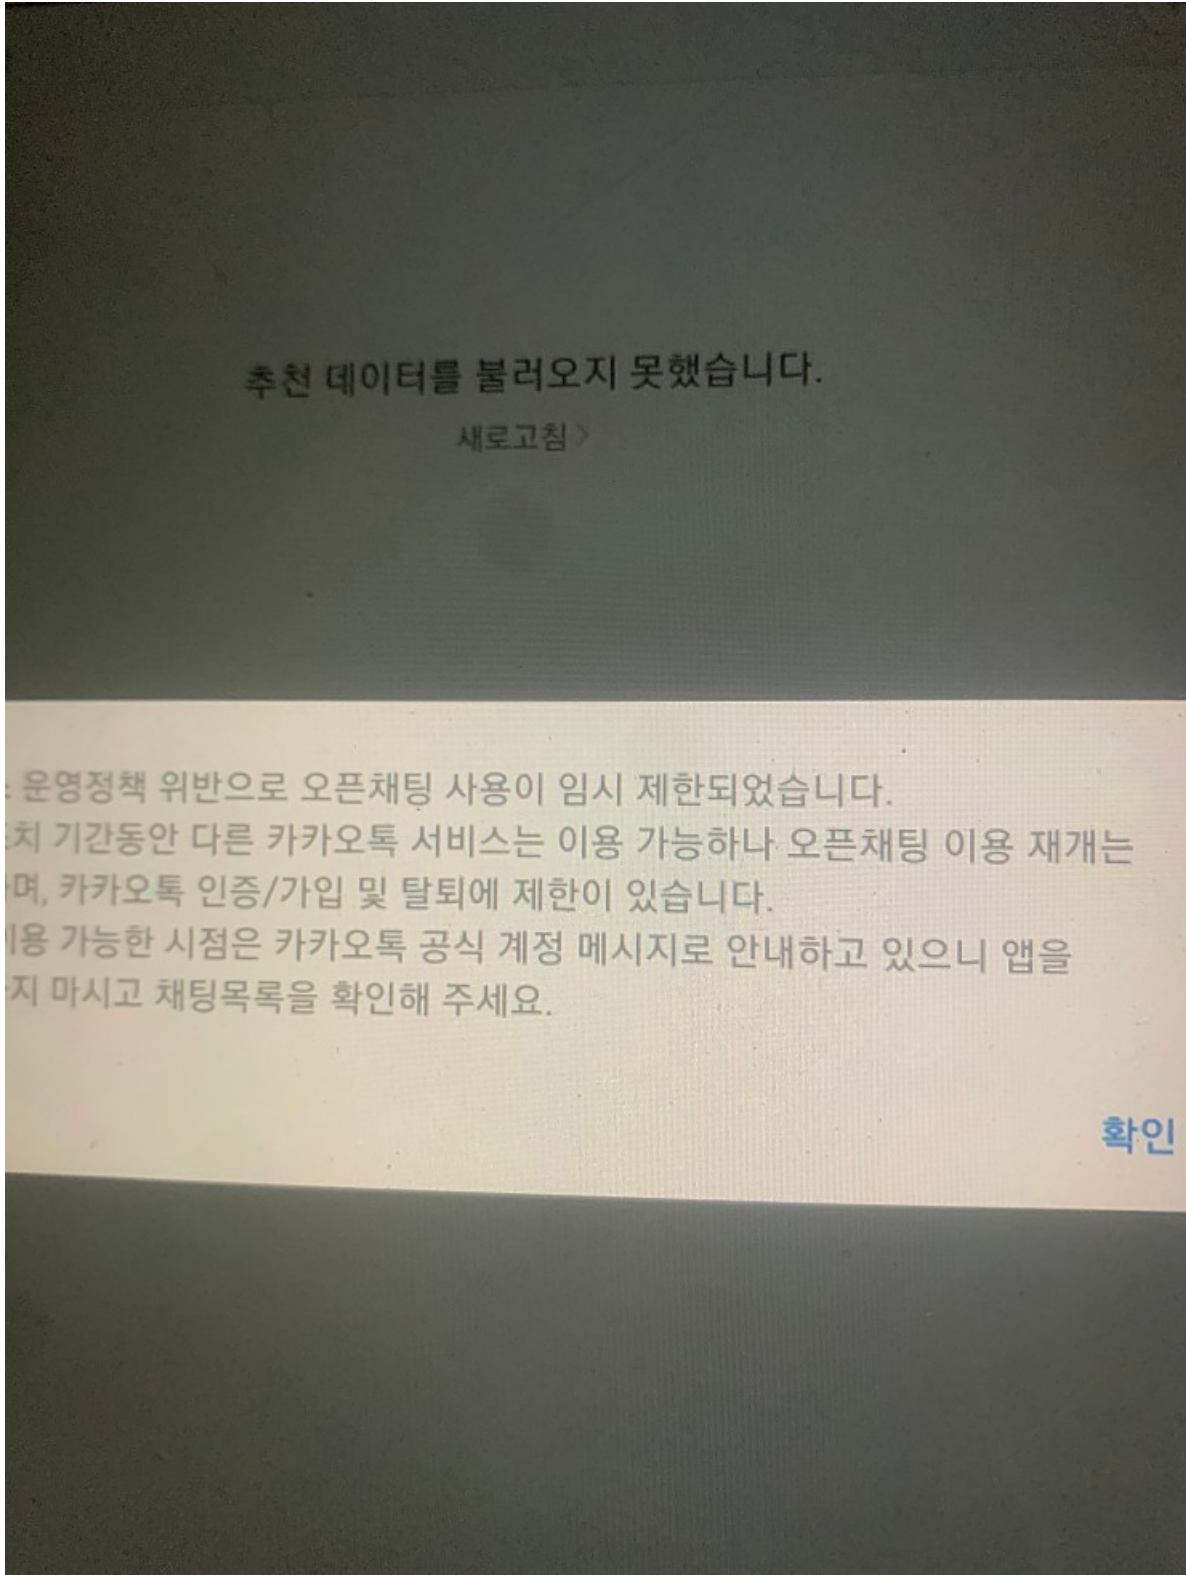 추천 데이터를 불러오지 못했습니다.
새로고침 >
운영정책 위반으로 오픈채팅 사용이 임시 제한되었습니다.
기간동안 다른 카카오톡 서비스는 이용 가능하나 오픈채팅 이용 재개는
카카오톡 인증/가입 및 탈퇴에 제한이 있습니다.
가능한 시점은 카카오톡 공식 계정 메시지로 안내하고 있으니 앱을
마시고 채팅목록을 확인해 주세요.
확인